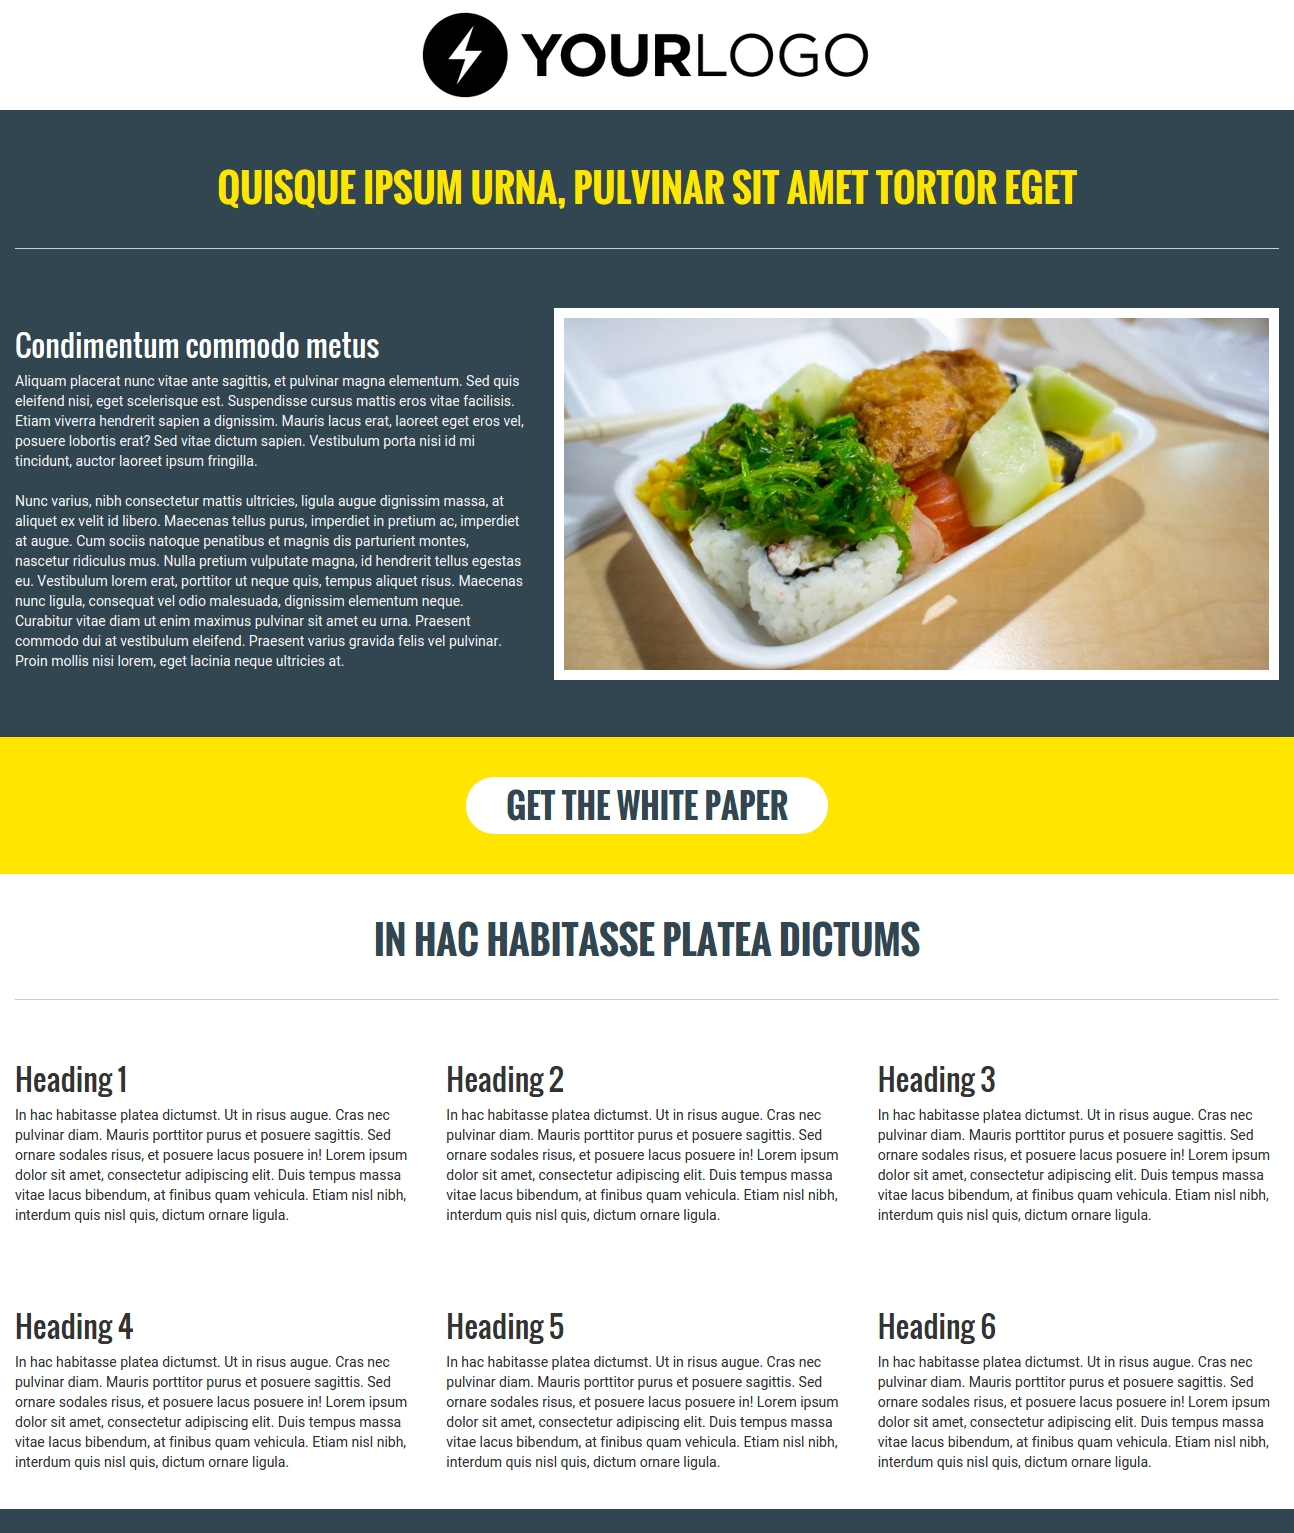 YOURLOGO
QUISQUE IPSUM URNA, PULVINAR SIT AMET TORTOR EGET
Condimentum commodo metus
Aliquam placerat nunc vitae ante sagittis, et pulvinar magna elementum. Sed quis
eleifend nisi, eget scelerisque est. Suspendisse cursus mattis eros vitae facilisis.
Etiam viverra hendrerit sapien a dignissim. Mauris lacus erat, laoreet eget eros vel,
posuere lobortis erat? Sed vitae dictum sapien. Vestibulum porta nisi id mi
tincidunt, auctor laoreet ipsum fringilla.
Nunc varius, nibh consectetur mattis ultricies, ligula augue dignissim massa, at
aliquet ex velit id libero. Maecenas tellus purus, imperdiet in pretium ac, imperdiet
at augue. Cum sociis natoque penatibus et magnis dis parturient montes,
nascetur ridiculus mus. Nulla pretium vulputate magna, id hendrerit tellus egestas
eu. Vestibulum lorem erat, porttitor ut neque quis, tempus aliquet risus. Maecenas
nunc ligula, consequat vel odio malesuada, dignissim elementum neque.
Curabitur vitae diam ut enim maximus pulvinar sit amet eu urna. Praesent
commodo dui at vestibulum eleifend. Praesent varius gravida felis vel pulvinar.
Proin mollis nisi lorem, eget lacinia neque ultricies at.
GET THE WHITE PAPER
IN HAC HABITASSE PLATEA DICTUMS
Heading 1
In hac habitasse platea dictumst. Ut in risus augue. Cras nec
pulvinar diam. Mauris porttitor purus et posuere sagittis. Sed
ornare sodales risus, et posuere lacus posuere in! Lorem ipsum
dolor sit amet, consectetur adipiscing elit. Duis tempus massa
vitae lacus bibendum, at finibus quam vehicula. Etiam nisl nibh,
interdum quis nisl quis, dictum ornare ligula.
Heading 2
In hac habitasse platea dictumst. Ut in risus augue. Cras nec
pulvinar diam. Mauris porttitor purus et posuere sagittis. Sed
ornare sodales risus, et posuere lacus posuere in! Lorem ipsum
dolor sit amet, consectetur adipiscing elit. Duis tempus massa
vitae lacus bibendum, at finibus quam vehicula. Etiam nisl nibh,
interdum quis nisl quis, dictum ornare ligula.
Heading 3
In hac habitasse platea dictumst. Ut in risus augue. Cras nec
pulvinar diam. Mauris porttitor purus et posuere sagittis. Sed
ornare sodales risus, et posuere lacus posuere in! Lorem ipsum
dolor sit amet, consectetur adipiscing elit. Duis tempus massa
vitae lacus bibendum, at finibus quam vehicula. Etiam nisl nibh,
interdum quis nisl quis, dictum ornare ligula.
Heading 4
In hac habitasse platea dictumst. Ut in risus augue. Cras nec
pulvinar diam. Mauris porttitor purus et posuere sagittis. Sed
ornare sodales risus, et posuere lacus posuere in! Lorem ipsum
dolor sit amet, consectetur adipiscing elit. Duis tempus massa
vitae lacus bibendum, at finibus quam vehicula. Etiam nisl nibh,
interdum quis nisl quis, dictum ornare ligula.
Heading 5
In hac habitasse platea dictumst. Ut in risus augue. Cras nec
pulvinar diam. Mauris porttitor purus et posuere sagittis. Sed
ornare sodales risus, et posuere lacus posuere in! Lorem ipsum
dolor sit amet, consectetur adipiscing elit. Duis tempus massa
vitae lacus bibendum, at finibus quam vehicula. Etiam nisl nibh,
interdum quis nisl quis, dictum ornare ligula.
Heading 6
In hac habitasse platea dictumst. Ut in risus augue. Cras nec
pulvinar diam. Mauris porttitor purus et posuere sagittis. Sed
ornare sodales risus, et posuere lacus posuere in! Lorem ipsum
dolor sit amet, consectetur adipiscing elit. Duis tempus massa
vitae lacus bibendum, at finibus quam vehicula. Etiam nisl nibh,
interdum quis nisl quis, dictum ornare ligula.